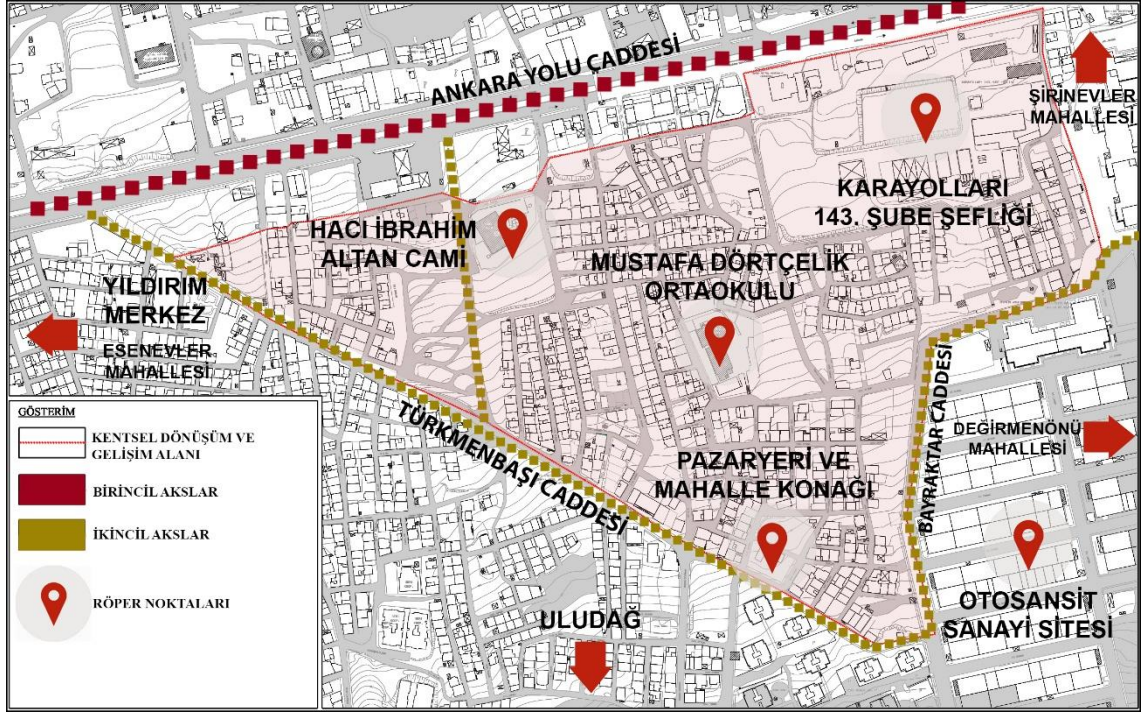 ANKARA YOLU ÇADDESİ
ŞİRİNEVLER
MAHALLESİ
KARAYOLLARI
143. ŞUBE ŞEFLİĞİ
HACI İBRAHİM
ALTAN CAMİ
MUSTAFA DÖRTÇELİK
ORTAOKULU
YILDIRIM
MERKEZ
ESENEVLER
MAHALLESİ
TÜRKMENBAŞI CADDESİ
BAYRAKTAR CADDESİ
DEĞİRMENÖNÜ
MAHALLESİ
PAZARYERİ VE
MAHALLE KONAĞI
OTOSANSİT
SANAYİ SİTESİ
ULUDAĞ
GÖSTERİM
KENTSEL DÖNÜŞÜM VE
GELİŞİM ALANI
BİRİNCİL AKSLAR
İKİNCİL AKSLAR
RÖPER NOKTALARI